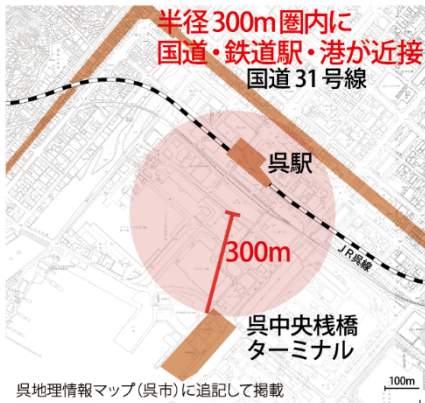 半径300m圏内に
国道・鉄道駅・港が近接
国道31号線
呉駅
300m
JR呉線
呉中央桟橋
ターミナル
100m
呉地理情報マップ(呉市)に追記して掲載